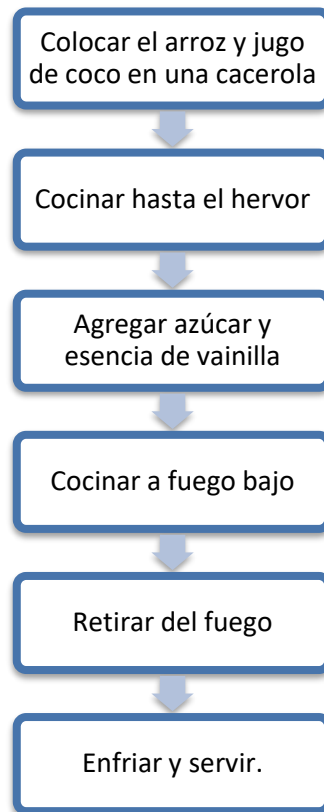 Colocar el arroz y jugo
de coco en una cacerola
Cocinar hasta el hervor
Agregar azúcar y
esencia de vainilla
Cocinar a fuego bajo
Retirar del fuego
Enfriar y servir.